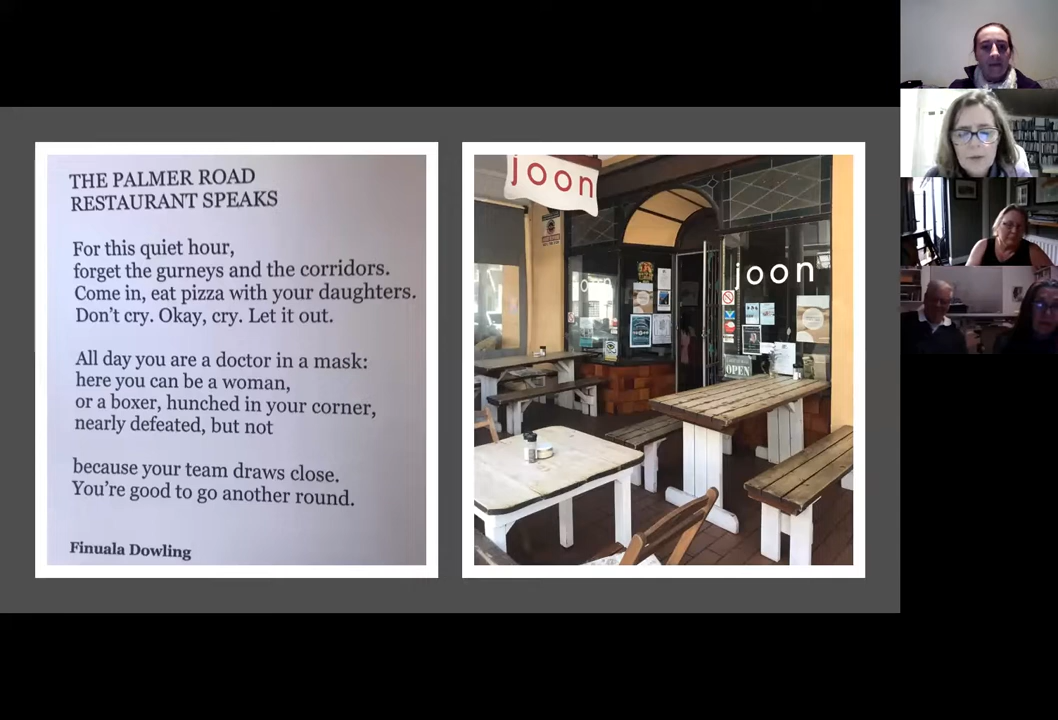 THE PALMER ROAD
RESTAURANT SPEAKS
For this quiet hour,
forget the gurneys and the corridors.
Come in, eat pizza with your daughters.
Don't cry. Okay, cry. Let it out.
All day you are a doctor in a mask:
here you can be a woman,
or a boxer, hunched in your corner,
nearly defeated, but not
because your team draws close.
You're good to go another round.
Finuala Dowling
joon
joon
OPEN